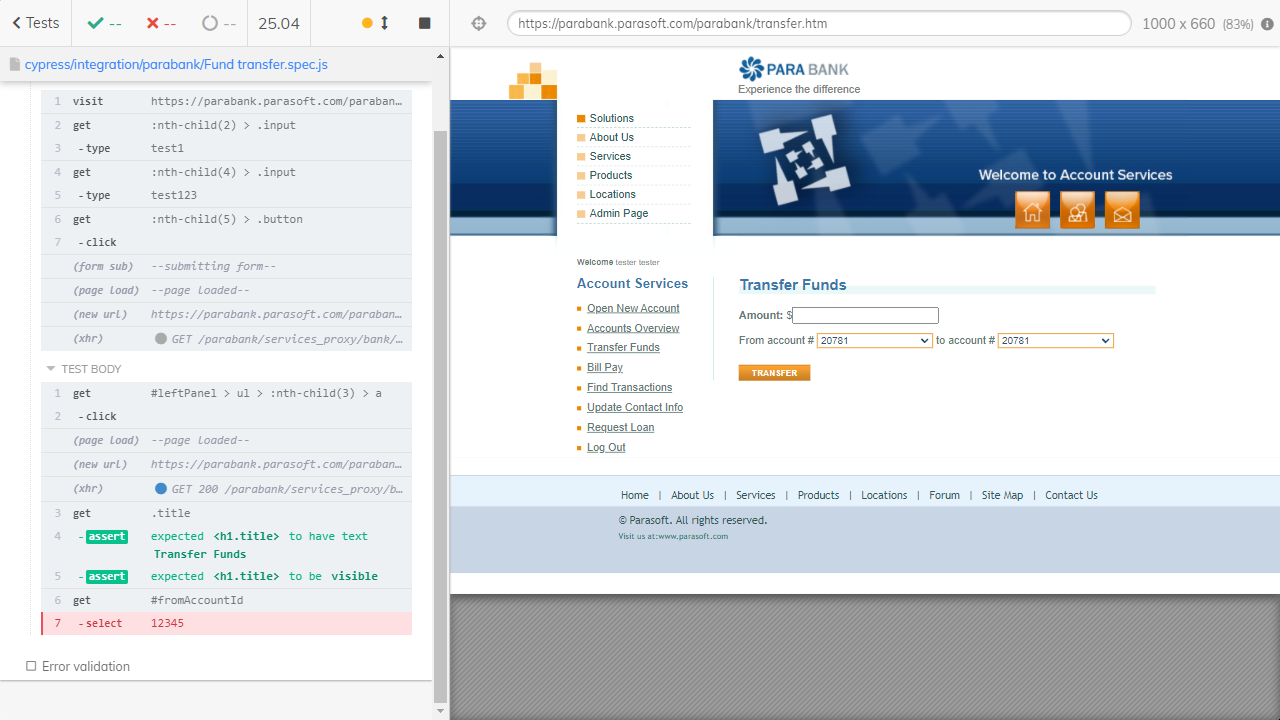 Tests
--
--
--
25.04
https://parabank.parasoft.com/parabank/transfer.htm
1000 x 660 (83%)
cypress/integration/parabank/Fund transfer.spec.js
1 visit https://parabank.parasoft.com/paraban…
2 get :nth-child(2) > .input
3 -type test1
4 get :nth-child(4) > .input
5 -type test123
6 get :nth-child(5) > .button
7 -click
(form sub) --submitting form--
(page load) --page loaded--
(new url) https://parabank.parasoft.com/paraban…
(xhr) GET /parabank/services_proxy/bank/…
TEST BODY
1 get #leftPanel > ul > :nth-child(3) > a
2 -click
(page load) --page loaded--
(new url) https://parabank.parasoft.com/paraban…
(xhr) GET 200 /parabank/services_proxy/b…
3 get .title
4 -assert expected <h1.title> to have text
Transfer Funds
5 -assert expected <h1.title> to be visible
6 get #fromAccountId
7 -select 12345
Error validation
PARA BANK
Experience the difference
Solutions
About Us
Services
Products
Locations
Admin Page
Welcome to Account Services
Welcome tester tester
Account Services
Open New Account
Accounts Overview
Transfer Funds
Bill Pay
Find Transactions
Update Contact Info
Request Loan
Log Out
Transfer Funds
Amount: $
From account # 20781 to account # 20781
TRANSFER
Home | About Us | Services | Products | Locations | Forum | Site Map | Contact Us
© Parasoft. All rights reserved.
Visit us at:www.parasoft.com